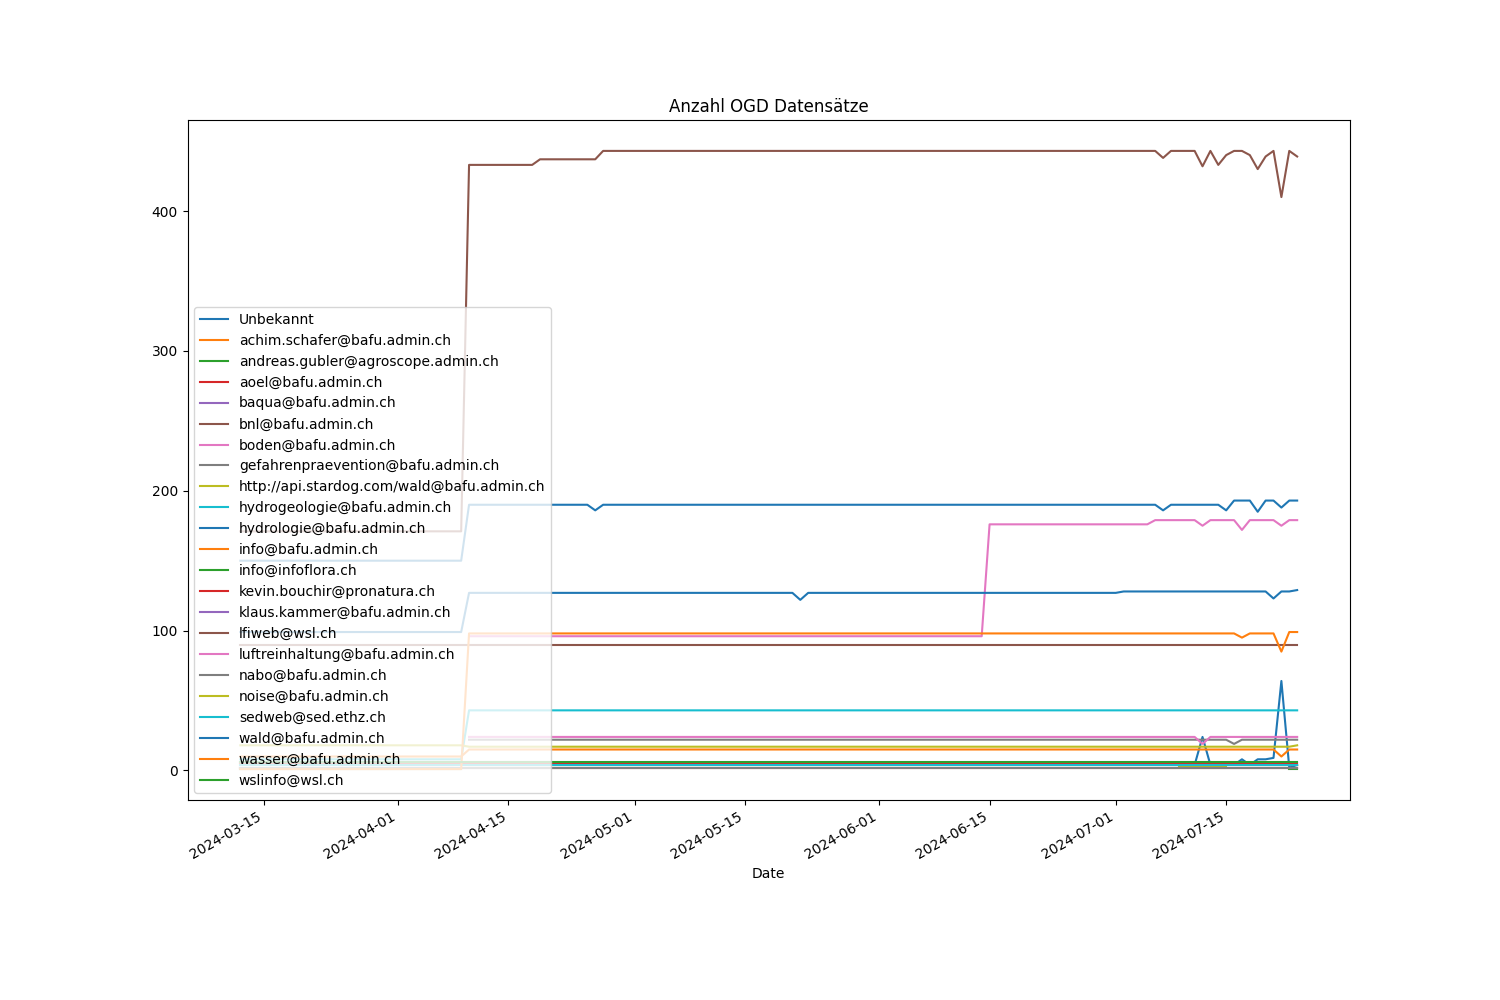 Anzahl OGD Datensätze
400
300
200
100
0
Unbekannt
achim.schafer@bafu.admin.ch
andreas.gubler@agroscope.admin.ch
aoel@bafu.admin.ch
baqua@bafu.admin.ch
bnl@bafu.admin.ch
boden@bafu.admin.ch
gefahrenpraevention@bafu.admin.ch
http://api.stardog.com/wald@bafu.admin.ch
hydrogeologie@bafu.admin.ch
hydrologie@bafu.admin.ch
info@bafu.admin.ch
info@infoflora.ch
kevin.bouchir@pronatura.ch
klaus.kammer@bafu.admin.ch
lfiweb@wsl.ch
luftreinhaltung@bafu.admin.ch
nabo@bafu.admin.ch
noise@bafu.admin.ch
sedweb@sed.ethz.ch
wald@bafu.admin.ch
wasser@bafu.admin.ch
wslinfo@wsl.ch
2024-03-15
2024-04-01
2024-04-15
2024-05-01
2024-05-15
2024-06-01
2024-06-15
2024-07-01
2024-07-15
Date